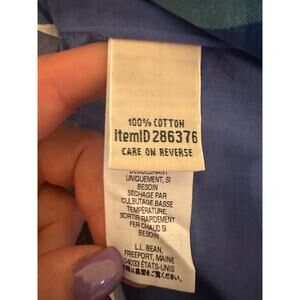 100% COTTON
ItemID 286376
CARE ON REVERSE
UNIQUEMENT, SI
BESOIN
SÉCHAGE PAR
CULBUTAGE BASSE
TEMPÉRATURE,
SORTIR RAPIDEMENT
FER CHAUD SI
BESOIN
L.L. BEAN,
FREEPORT, MAINE
04033 ÉTATS-UNIS